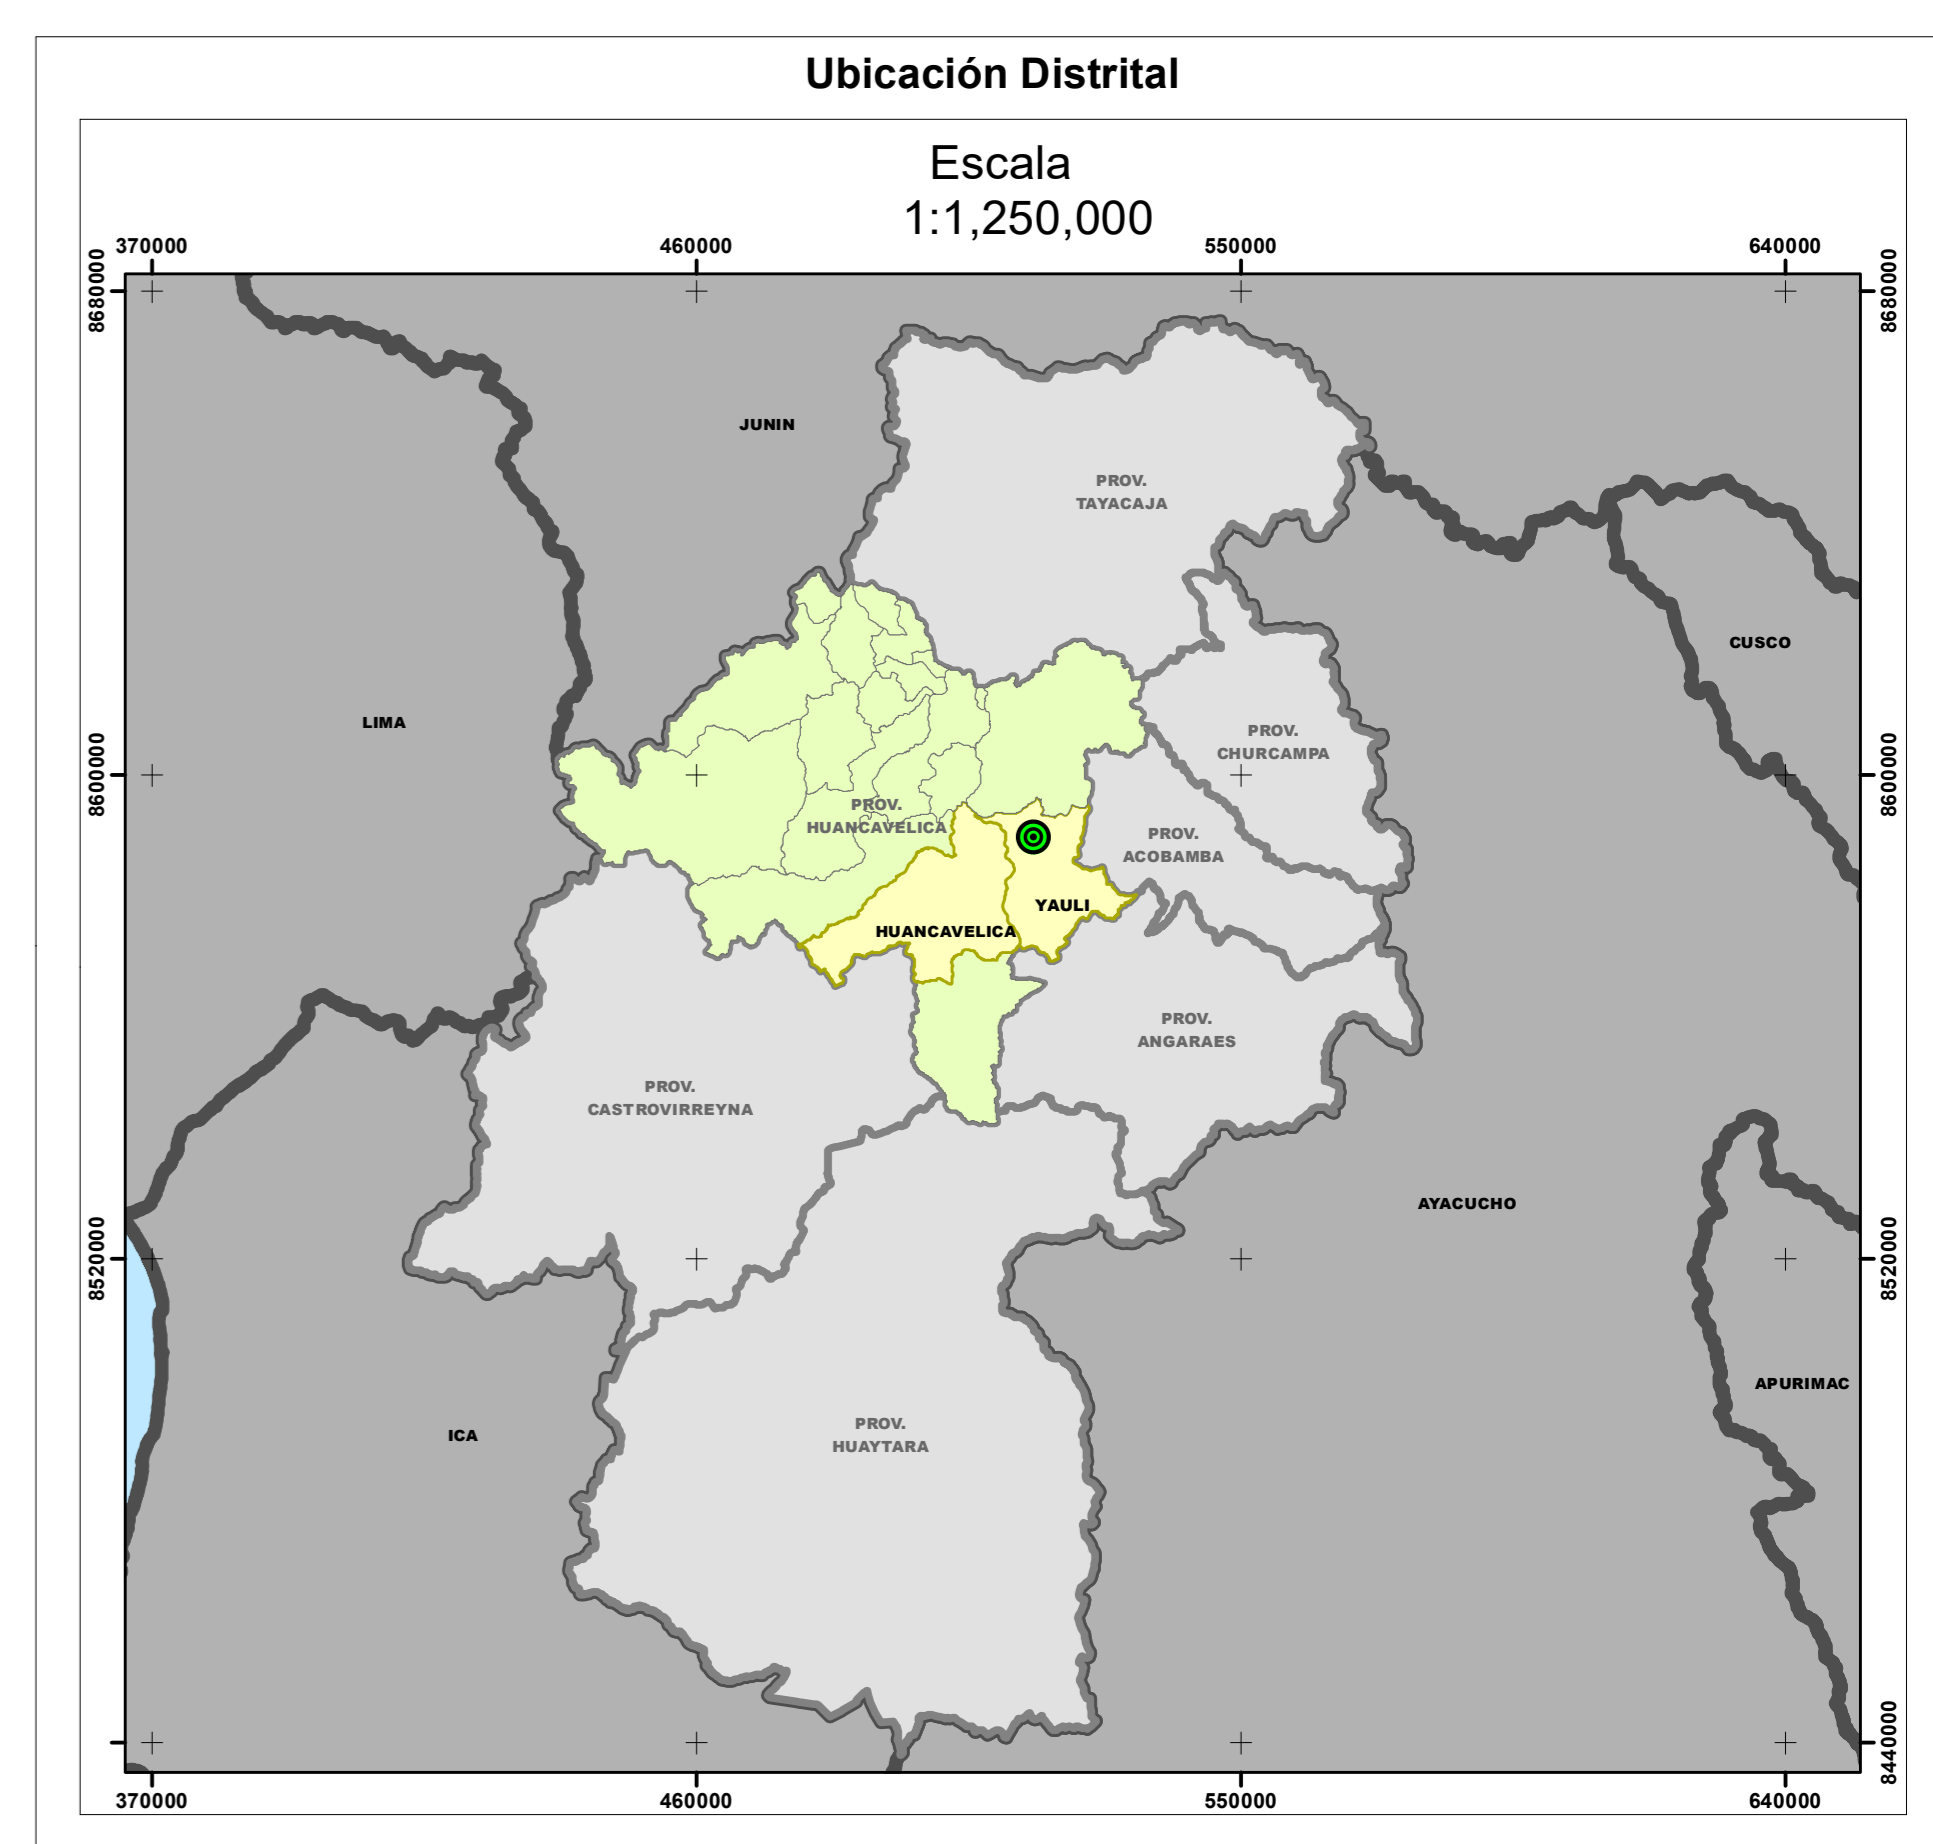 Ubicación Distrital
Escala
1:1,250,000
370000
460000
550000
640000
8680000
8680000
JUNIN
PROV.
TAYACAJA
CUSCO
LIMA
PROV.
CHURCAMPA
8600000
8600000
PROV.
HUANCAVELICA
PROV.
ACOBAMBA
YAULI
HUANCAVELICA
PROV.
ANGARAES
PROV.
CASTROVIRREYNA
AYACUCHO
8520000
8520000
APURIMAC
PROV.
HUAYTARA
ICA
8440000
370000
460000
550000
640000